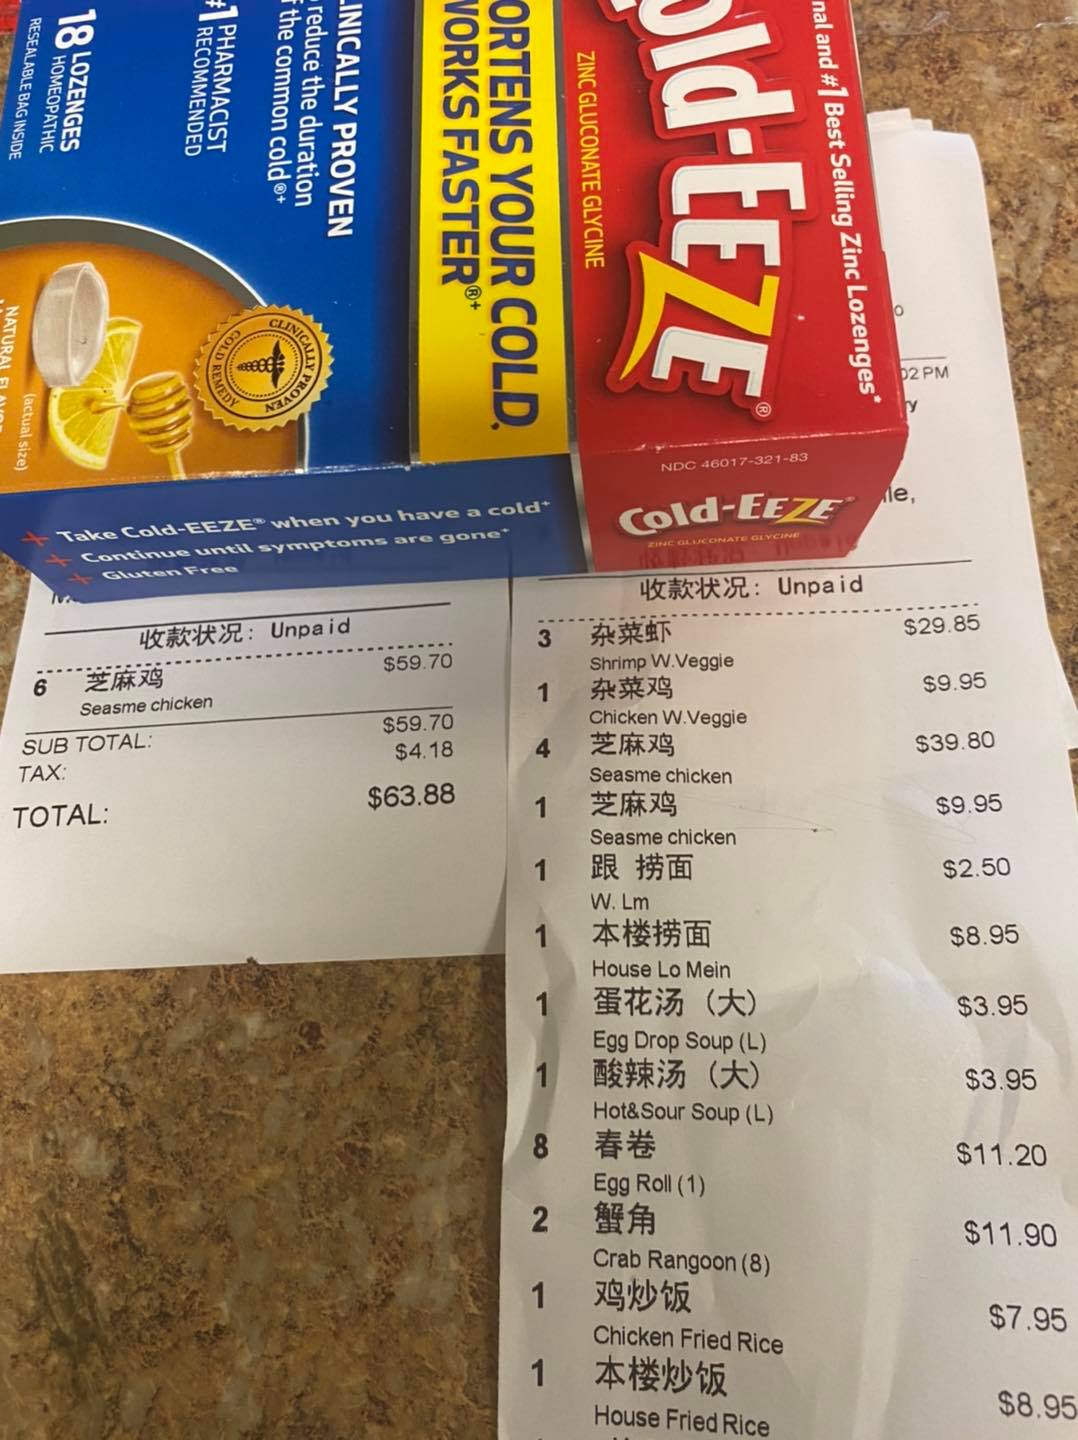 18 LOZENGES
HOMEOPATHIC
RESEALABLE BAG INSIDE
#1 PHARMACIST
RECOMMENDED
LINICALLY PROVEN
reduce the duration
f the common cold®+
ORTENS YOUR COLD.
WORKS FASTER®+
old-EEZE®
ZINC GLUCONATE GLYCINE
nal and #1 Best Selling Zinc Lozenges*
CLINICALLY PROVEN
COLD REMEDY
(actual size)
NATURAL
NDC 46017-321-83
Cold-EEZE®
ZINC GLUCONATE GLYCINE
+ Take Cold-EEZE® when you have a cold+
+ Continue until symptoms are gone+
+ Gluten Free
02 PM
收款状况: Unpaid
6 芝麻鸡 $59.70
Seasme chicken
SUB TOTAL: $59.70
TAX: $4.18
TOTAL: $63.88
收款状况: Unpaid
3 杂菜虾 $29.85
Shrimp W.Veggie
1 杂菜鸡 $9.95
Chicken W.Veggie
4 芝麻鸡 $39.80
Seasme chicken
1 芝麻鸡 $9.95
Seasme chicken
1 跟 捞面 $2.50
W. Lm
1 本楼捞面 $8.95
House Lo Mein
1 蛋花汤（大） $3.95
Egg Drop Soup (L)
1 酸辣汤（大） $3.95
Hot&Sour Soup (L)
8 春卷 $11.20
Egg Roll (1)
2 蟹角 $11.90
Crab Rangoon (8)
1 鸡炒饭 $7.95
Chicken Fried Rice
1 本楼炒饭 $8.95
House Fried Rice